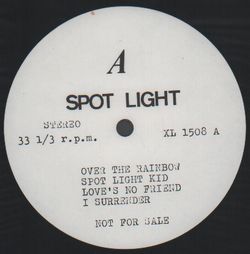 A
SPOT LIGHT
STEREO
33 1/3 r.p.m. XL 1508 A
OVER THE RAINBOW
SPOT LIGHT KID
LOVE'S NO FRIEND
I SURRENDER
NOT FOR SALE